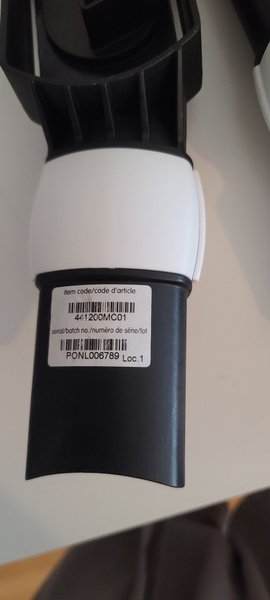 item code/code d'article
441200MC01
serial/batch no./numéro de série/lot
PONL006789 Loc.1